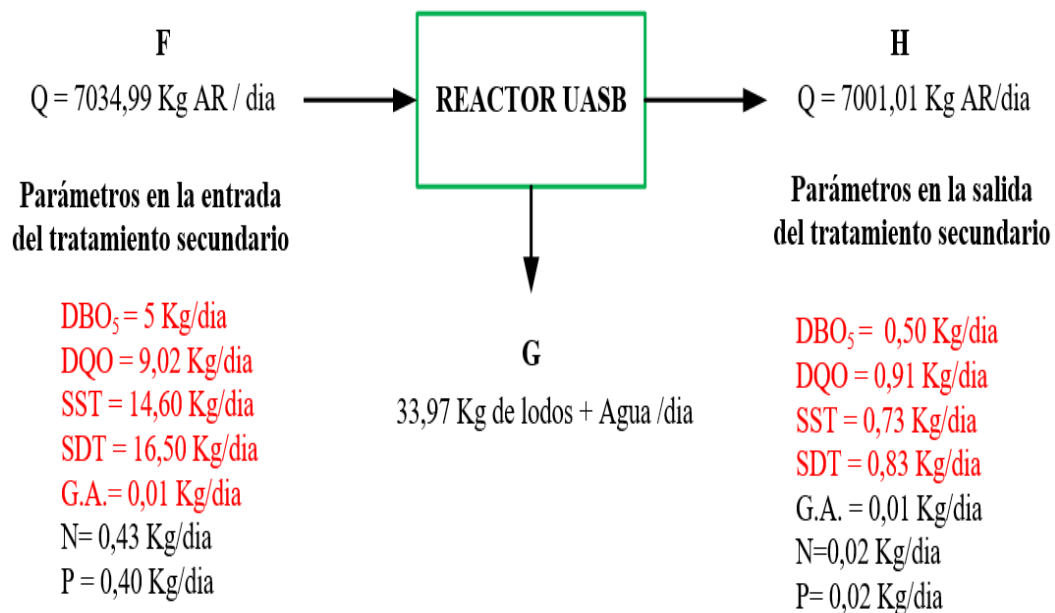 F
Q = 7034,99 Kg AR / dia
Parámetros en la entrada
del tratamiento secundario
DBO₅ = 5 Kg/dia
DQO = 9,02 Kg/dia
SST = 14,60 Kg/dia
SDT = 16,50 Kg/dia
G.A.= 0,01 Kg/dia
N= 0,43 Kg/dia
P = 0,40 Kg/dia
REACTOR UASB
G
33,97 Kg de lodos + Agua /dia
H
Q = 7001,01 Kg AR/dia
Parámetros en la salida
del tratamiento secundario
DBO₅ = 0,50 Kg/dia
DQO = 0,91 Kg/dia
SST = 0,73 Kg/dia
SDT = 0,83 Kg/dia
G.A. = 0,01 Kg/dia
N=0,02 Kg/dia
P= 0,02 Kg/dia